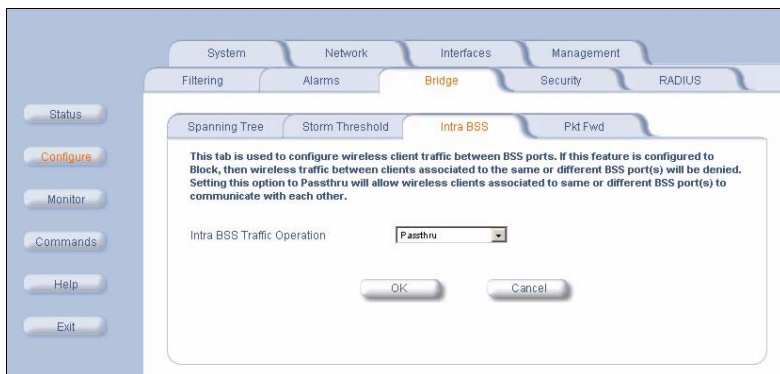 System Network Interfaces Management
Filtering Alarms Bridge Security RADIUS
Status
Configure
Monitor
Commands
Help
Exit
Spanning Tree Storm Threshold Intra BSS Pkt Fwd
This tab is used to configure wireless client traffic between BSS ports. If this feature is configured to
Block, then wireless traffic between clients associated to the same or different BSS port(s) will be denied.
Setting this option to Passthru will allow wireless clients associated to same or different BSS port(s) to
communicate with each other.
Intra BSS Traffic Operation Passthru
OK Cancel